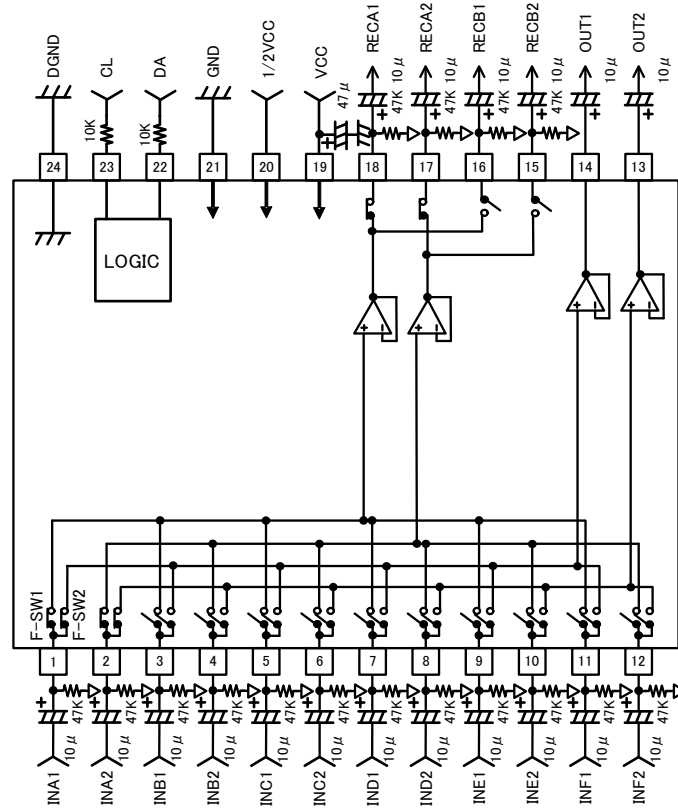 DGND
CL
DA
GND
1/2VCC
VCC
RECA1
RECA2
RECB1
RECB2
OUT1
OUT2
10K
10K
47μ
10μ
10μ
10μ
10μ
10μ
10μ
47K
47K
47K
47K
24
23
22
21
20
19
18
17
16
15
14
13
LOGIC
F-SW1
F-SW2
1
2
3
4
5
6
7
8
9
10
11
12
47K
47K
47K
47K
47K
47K
47K
47K
47K
47K
47K
47K
10μ
10μ
10μ
10μ
10μ
10μ
10μ
10μ
10μ
10μ
10μ
10μ
INA1
INA2
INB1
INB2
INC1
INC2
IND1
IND2
INE1
INE2
INF1
INF2